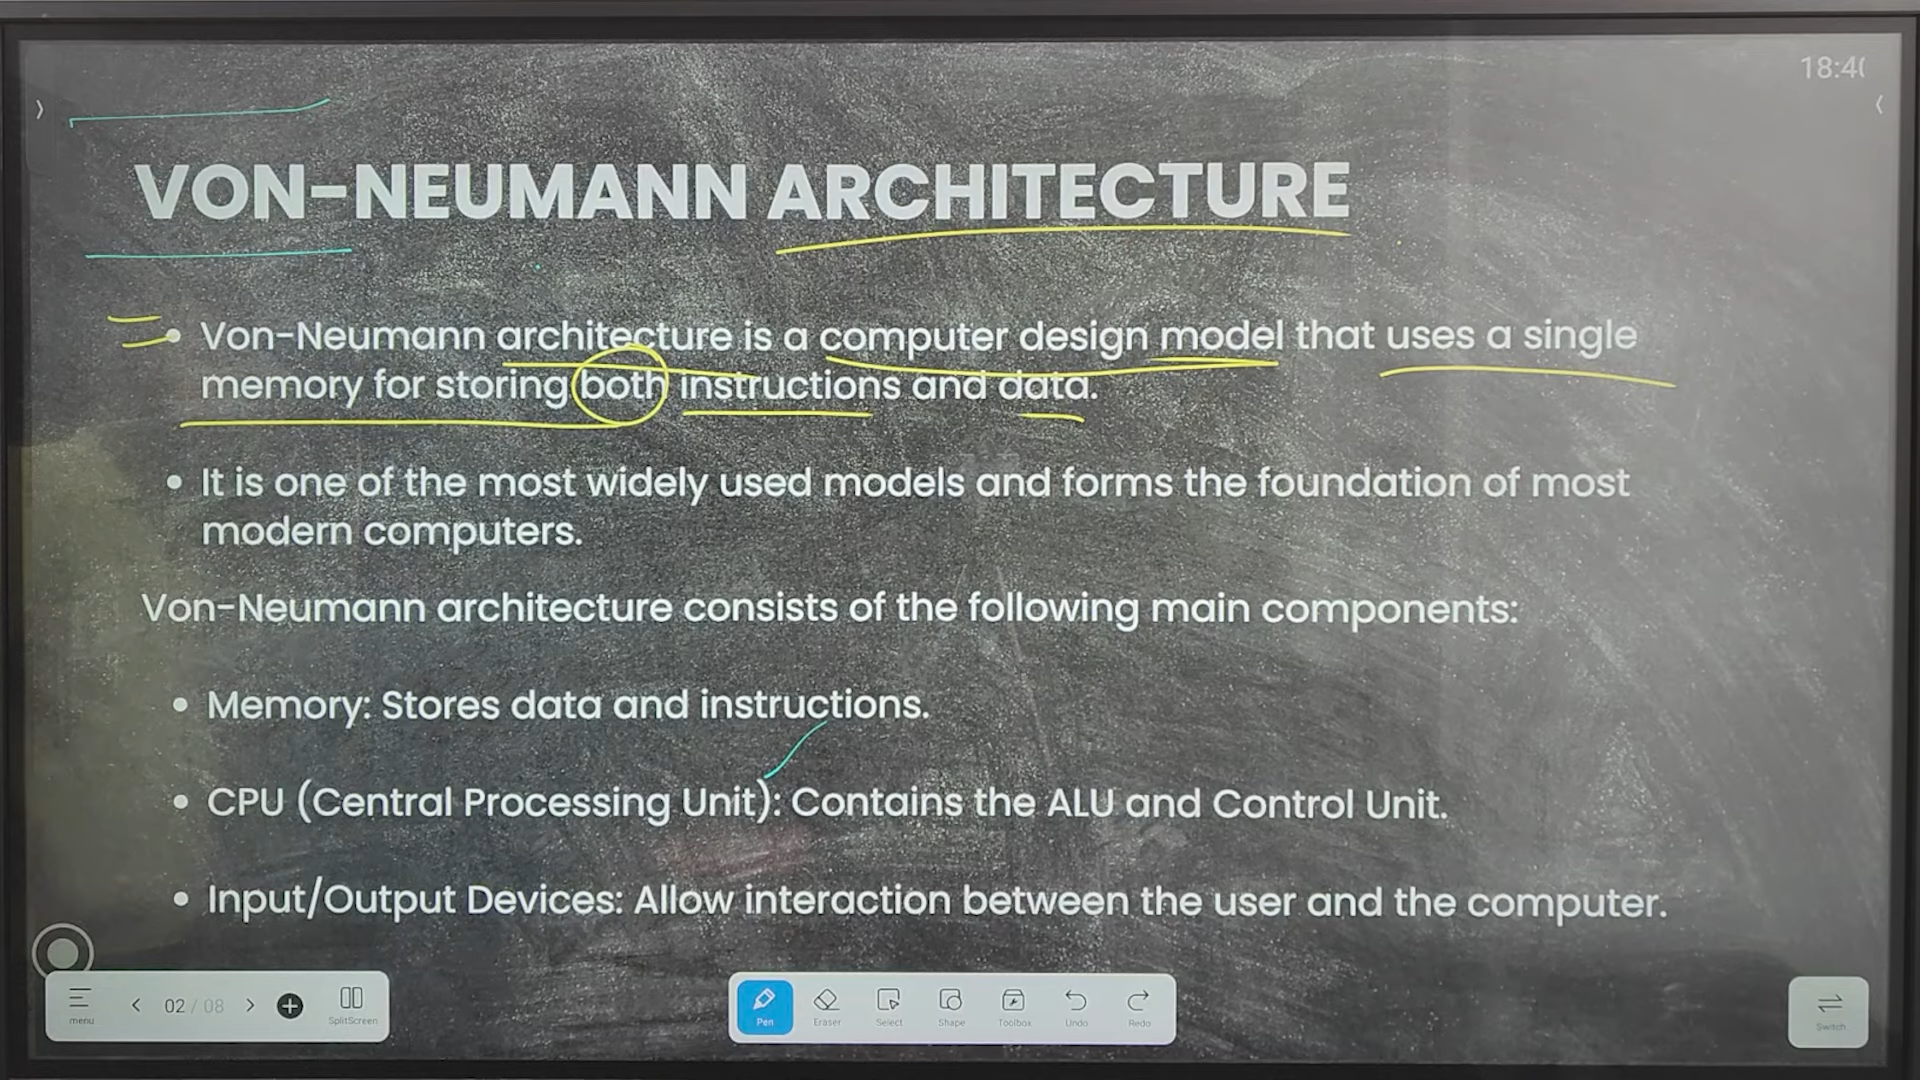 18:4
VON-NEUMANN ARCHITECTURE
• Von-Neumann architecture is a computer design model that uses a single
memory for storing both instructions and data.
• It is one of the most widely used models and forms the foundation of most
modern computers.
Von-Neumann architecture consists of the following main components:
• Memory: Stores data and instructions.
• CPU (Central Processing Unit): Contains the ALU and Control Unit.
• Input/Output Devices: Allow interaction between the user and the computer.
menu
02 / 08
SplitScreen
Pen
Eraser
Select
Shape
Toolbox
Undo
Redo
Switch